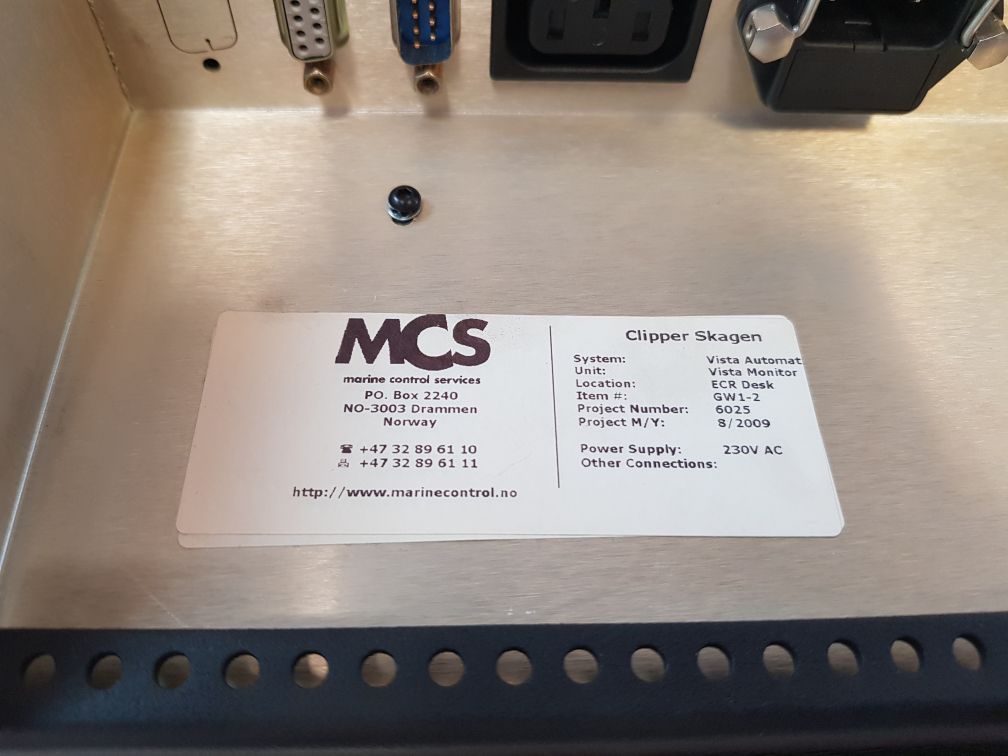 MCS
marine control services
PO. Box 2240
NO-3003 Drammen
Norway
☎ +47 32 89 61 10
+47 32 89 61 11
http://www.marinecontrol.no
Clipper Skagen
System: Vista Automat
Unit: Vista Monitor
Location: ECR Desk
Item #: GW1-2
Project Number: 6025
Project M/Y: 8/2009
Power Supply: 230V AC
Other Connections: